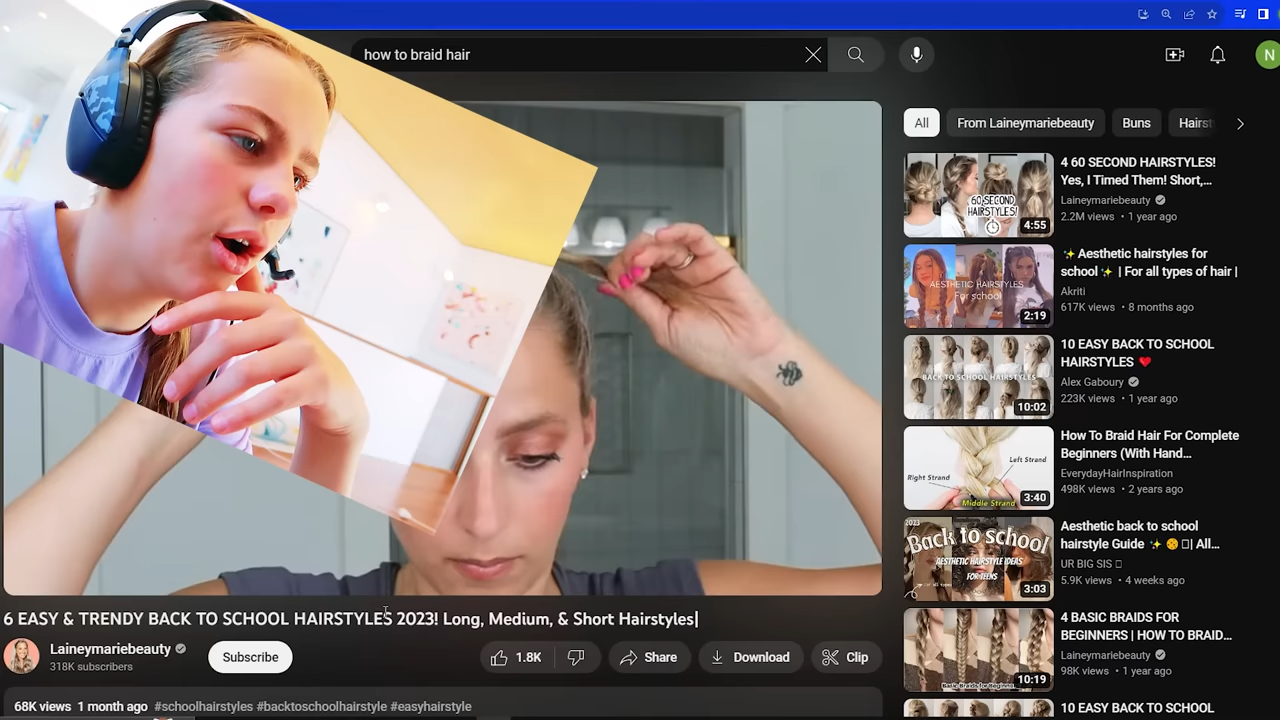 how to braid hair
N
All
From Laineymariebeauty
Buns
Hairst
4 60 SECOND HAIRSTYLES!
Yes, I Timed Them! Short,...
Laineymariebeauty
2.2M views • 1 year ago
60 SECOND
HAIRSTYLES!
4:55
✨Aesthetic hairstyles for
school✨ | For all types of hair |
Akriti
617K views • 8 months ago
AESTHETIC HAIRSTYLES
For school
2:19
10 EASY BACK TO SCHOOL
HAIRSTYLES ❤️
Alex Gaboury
223K views • 1 year ago
BACK TO SCHOOL HAIRSTYLES
10:02
How To Braid Hair For Complete
Beginners (With Hand...
EverydayHairInspiration
498K views • 2 years ago
Left Strand
Right Strand
Middle Strand
3:40
Aesthetic back to school
hairstyle Guide ✨ | All...
UR BIG SIS
5.9K views • 4 weeks ago
2023
Back to school
AESTHETIC HAIRSTYLE IDEAS
FOR TEENS
3:03
4 BASIC BRAIDS FOR
BEGINNERS | HOW TO BRAID...
Laineymariebeauty
98K views • 1 year ago
10:19
10 EASY BACK TO SCHOOL
6 EASY & TRENDY BACK TO SCHOOL HAIRSTYLES 2023! Long, Medium, & Short Hairstyles|
Laineymariebeauty
318K subscribers
Subscribe
1.8K
Share
Download
Clip
68K views 1 month ago #schoolhairstyles #backtoschoolhairstyle #easyhairstyle